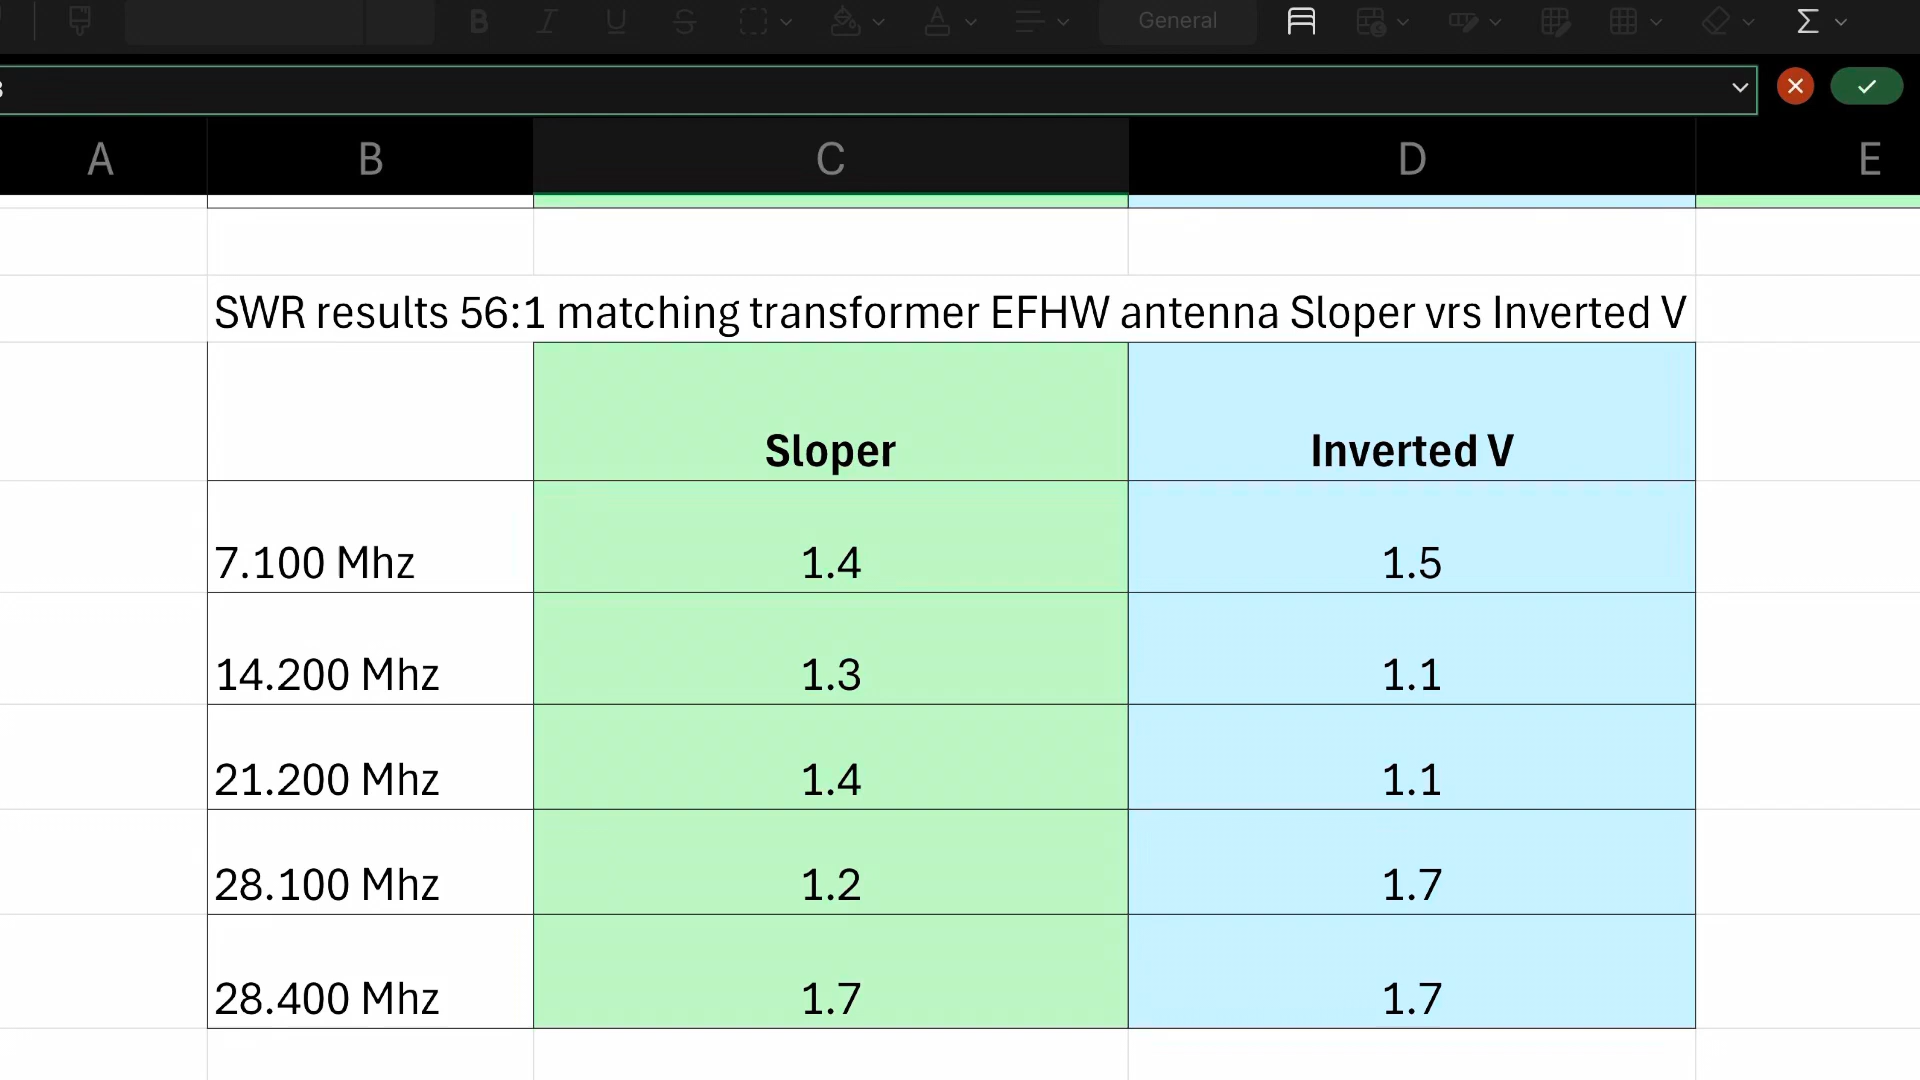 General
A B C D E
SWR results 56:1 matching transformer EFHW antenna Sloper vrs Inverted V
Sloper Inverted V
7.100 Mhz 1.4 1.5
14.200 Mhz 1.3 1.1
21.200 Mhz 1.4 1.1
28.100 Mhz 1.2 1.7
28.400 Mhz 1.7 1.7